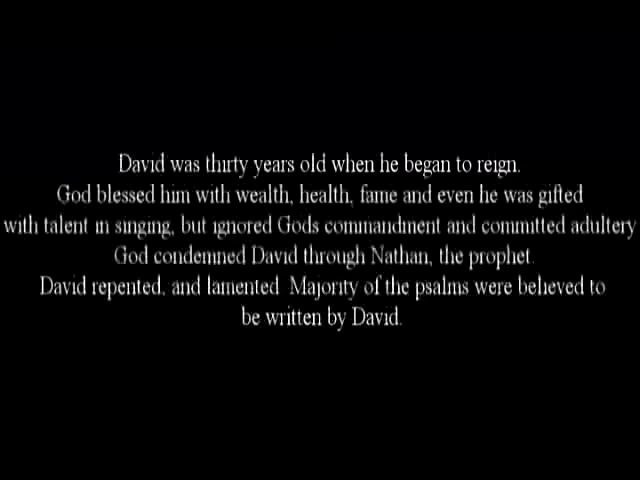 David was thirty years old when he began to reign.
God blessed him with wealth, health, fame and even he was gifted
with talent in singing, but ignored Gods commandment and committed adultery
God condemned David through Nathan, the prophet.
David repented, and lamented Majority of the psalms were believed to
be written by David.